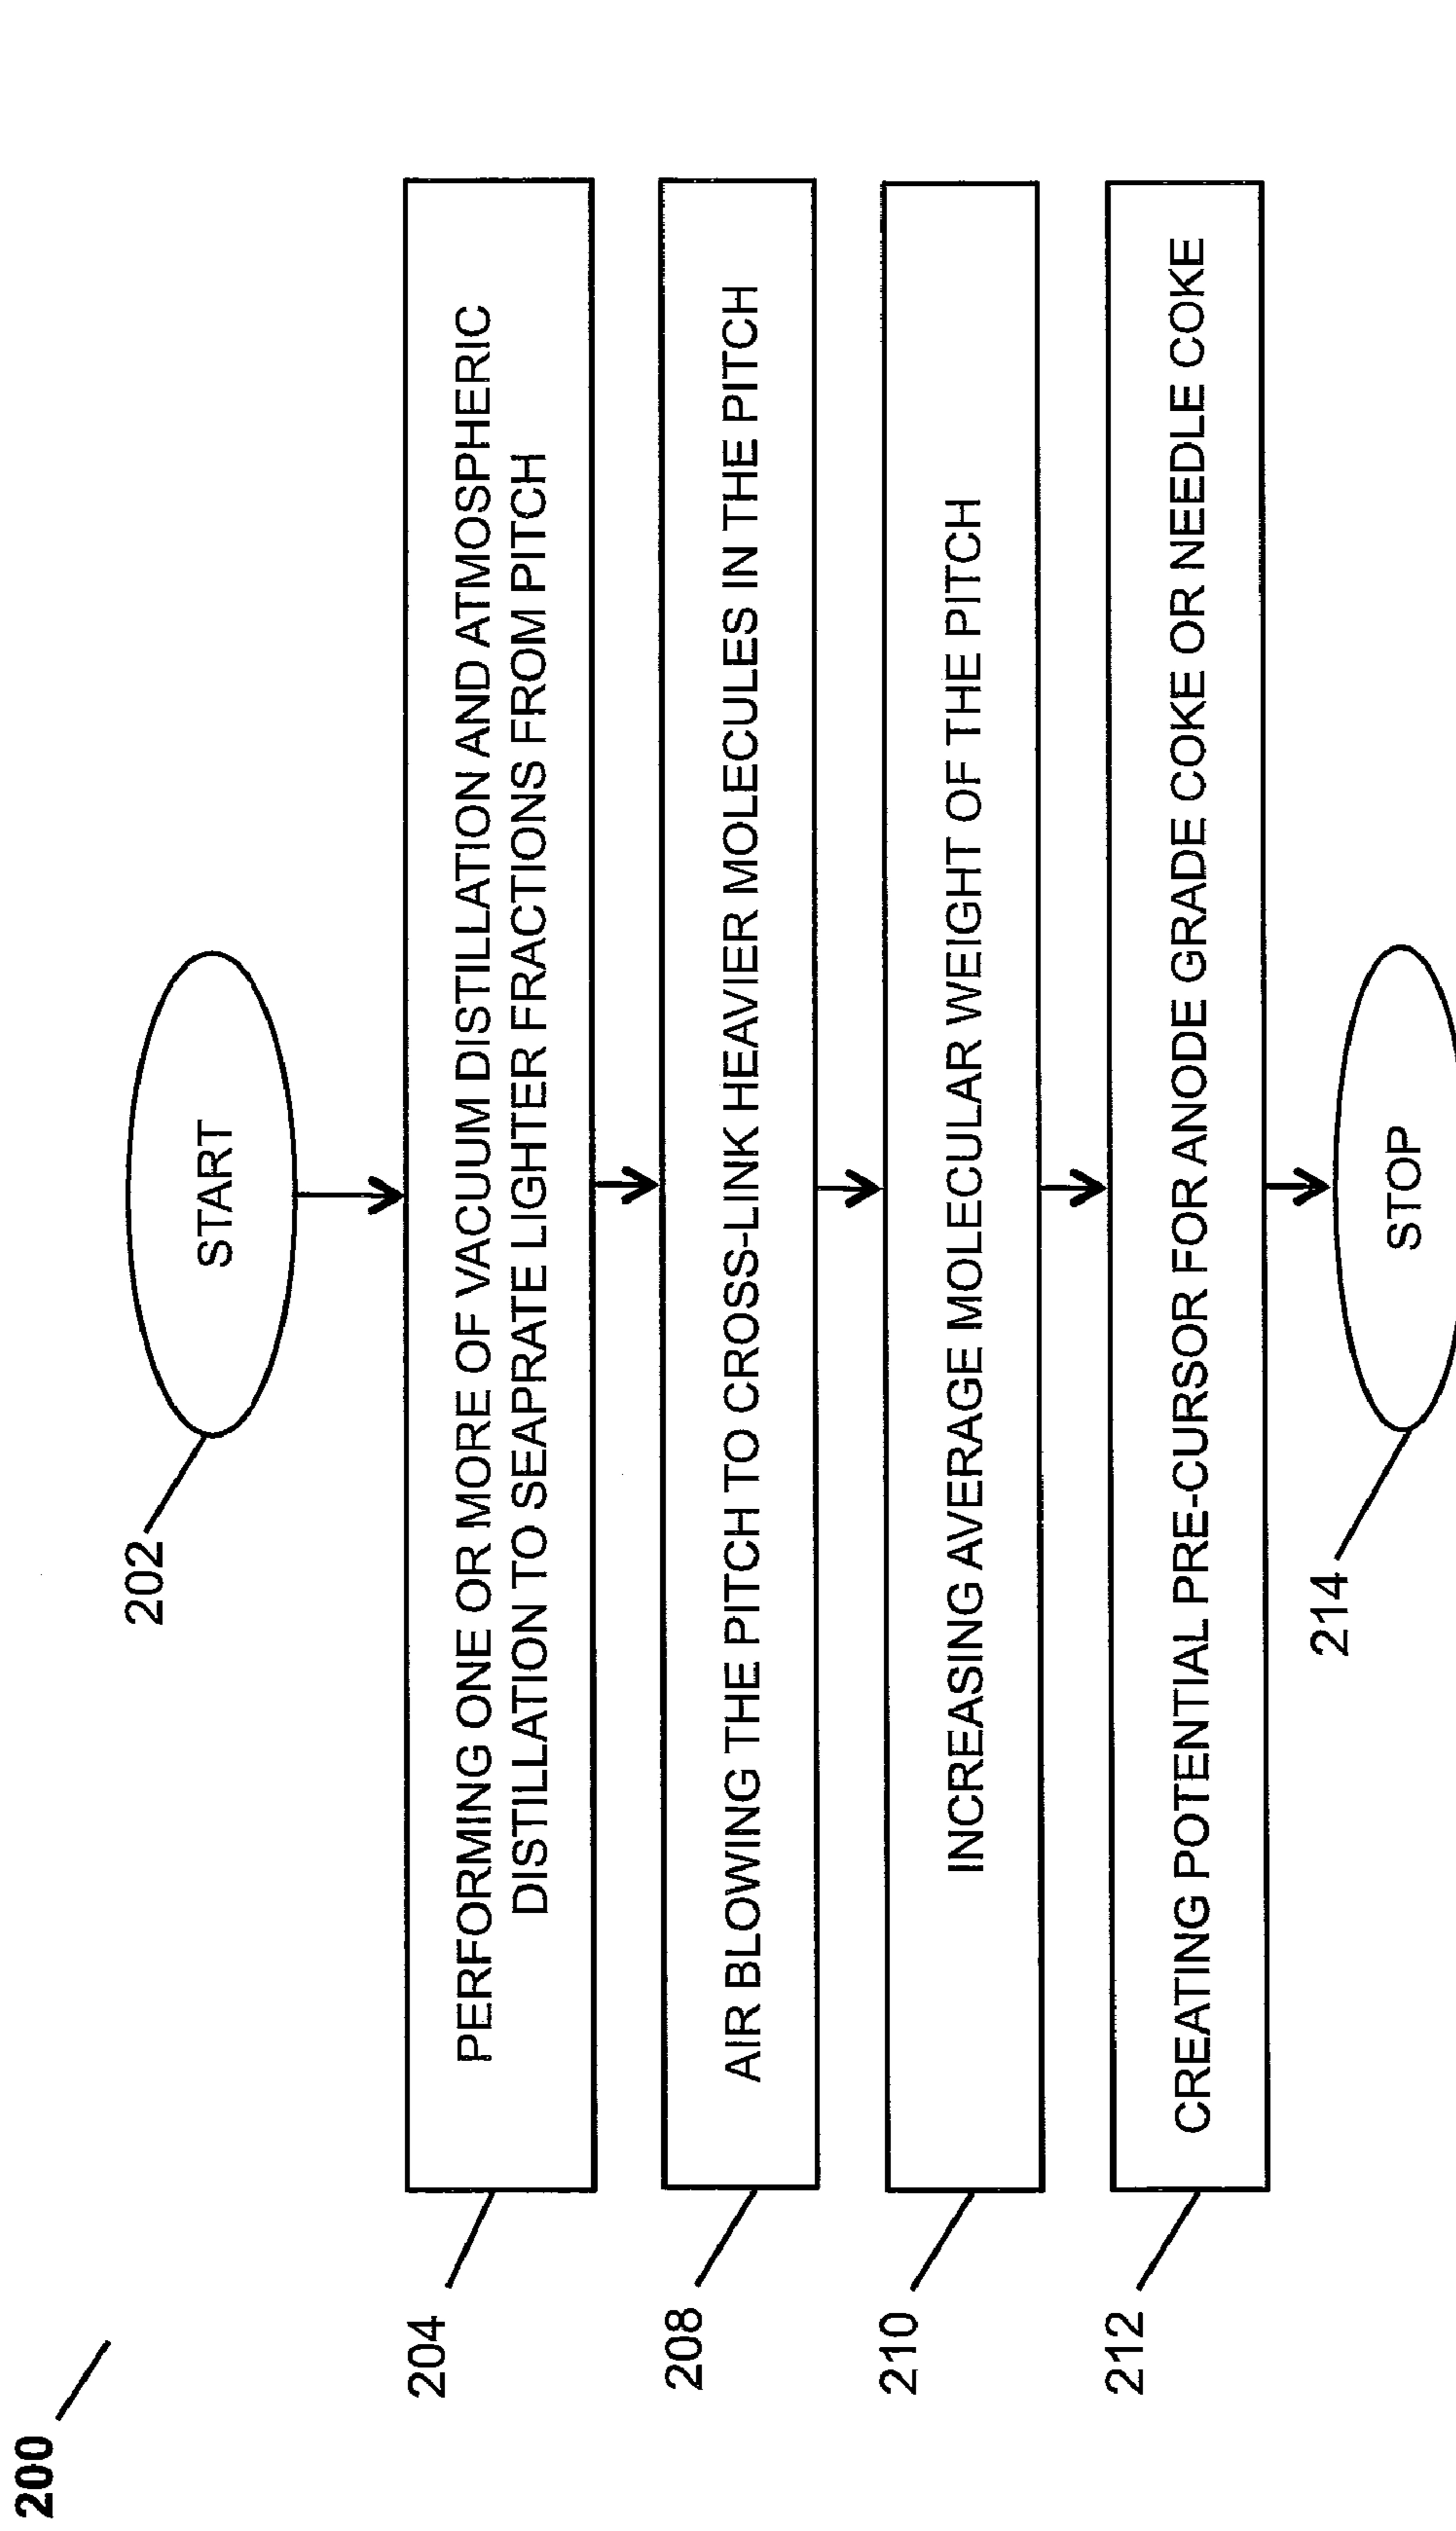 200
202
START
204
PERFORMING ONE OR MORE OF VACUUM DISTILLATION AND ATMOSPHERIC
DISTILLATION TO SEAPRATE LIGHTER FRACTIONS FROM PITCH
208
AIR BLOWING THE PITCH TO CROSS-LINK HEAVIER MOLECULES IN THE PITCH
210
INCREASING AVERAGE MOLECULAR WEIGHT OF THE PITCH
212
CREATING POTENTIAL PRE-CURSOR FOR ANODE GRADE COKE OR NEEDLE COKE
214
STOP